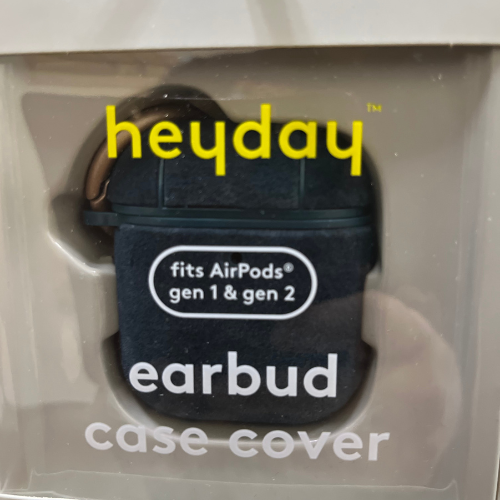 heyday™
fits AirPods®
gen 1 & gen 2
earbud
case cover